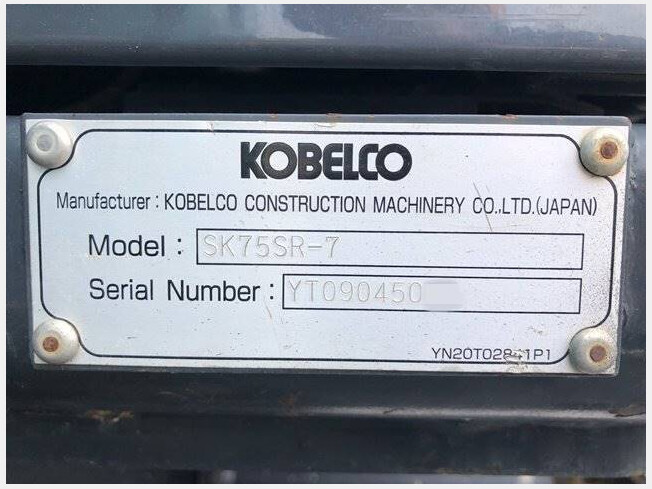 KOBELCO
Manufacturer : KOBELCO CONSTRUCTION MACHINERY CO.,LTD.(JAPAN)
Model : SK75SR-7
Serial Number : YT090450